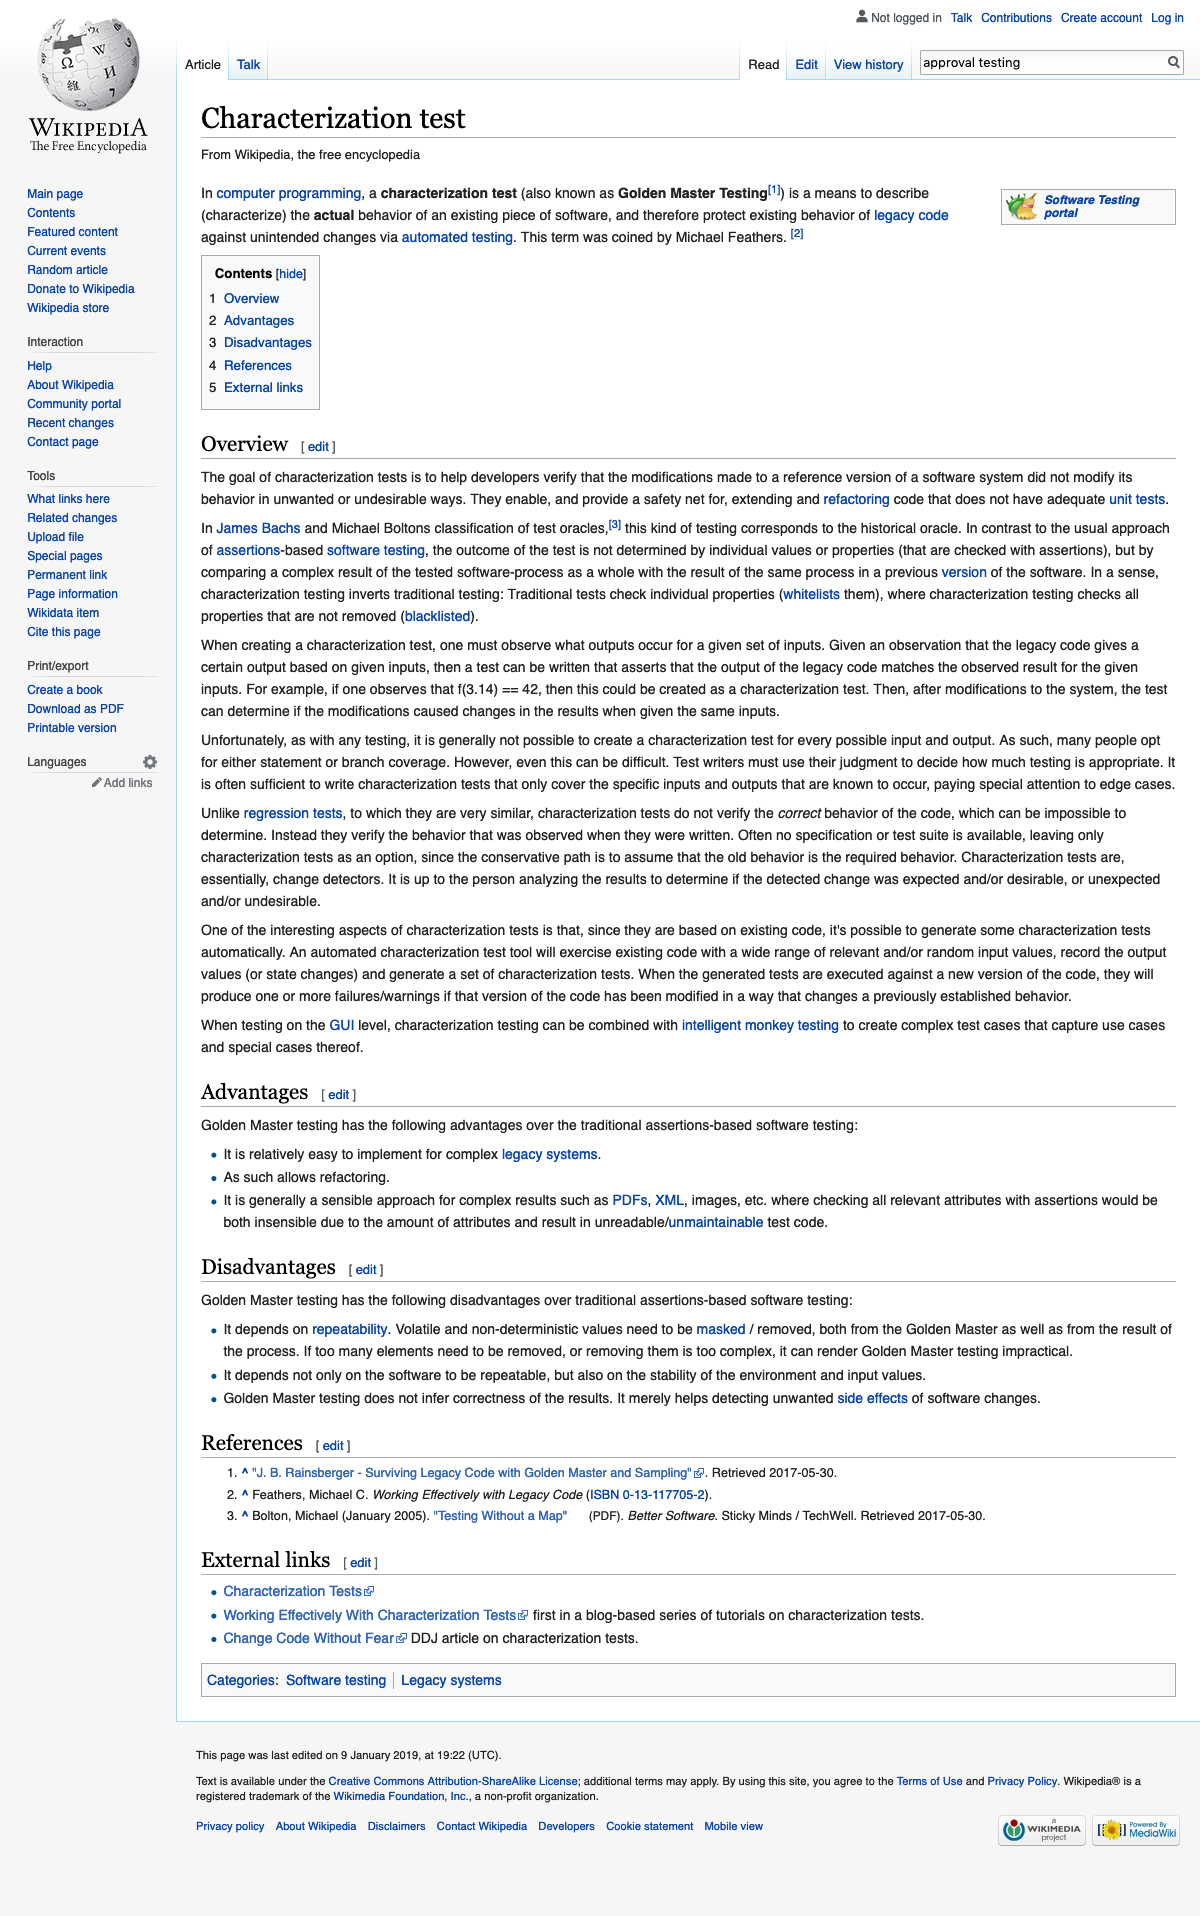 Not logged in Talk Contributions Create account Log in
Article Talk Read Edit View history approval testing
WIKIPEDIA
The Free Encyclopedia
Main page
Contents
Featured content
Current events
Random article
Donate to Wikipedia
Wikipedia store
Interaction
Help
About Wikipedia
Community portal
Recent changes
Contact page
Tools
What links here
Related changes
Upload file
Special pages
Permanent link
Page information
Wikidata item
Cite this page
Print/export
Create a book
Download as PDF
Printable version
Languages
Add links
Characterization test
From Wikipedia, the free encyclopedia
Software Testing
portal
In computer programming, a characterization test (also known as Golden Master Testing[1]) is a means to describe
(characterize) the actual behavior of an existing piece of software, and therefore protect existing behavior of legacy code
against unintended changes via automated testing. This term was coined by Michael Feathers. [2]
Contents [hide]
1 Overview
2 Advantages
3 Disadvantages
4 References
5 External links
Overview [ edit ]
The goal of characterization tests is to help developers verify that the modifications made to a reference version of a software system did not modify its
behavior in unwanted or undesirable ways. They enable, and provide a safety net for, extending and refactoring code that does not have adequate unit tests.
In James Bachs and Michael Boltons classification of test oracles,[3] this kind of testing corresponds to the historical oracle. In contrast to the usual approach
of assertions-based software testing, the outcome of the test is not determined by individual values or properties (that are checked with assertions), but by
comparing a complex result of the tested software-process as a whole with the result of the same process in a previous version of the software. In a sense,
characterization testing inverts traditional testing: Traditional tests check individual properties (whitelists them), where characterization testing checks all
properties that are not removed (blacklisted).
When creating a characterization test, one must observe what outputs occur for a given set of inputs. Given an observation that the legacy code gives a
certain output based on given inputs, then a test can be written that asserts that the output of the legacy code matches the observed result for the given
inputs. For example, if one observes that f(3.14) == 42, then this could be created as a characterization test. Then, after modifications to the system, the test
can determine if the modifications caused changes in the results when given the same inputs.
Unfortunately, as with any testing, it is generally not possible to create a characterization test for every possible input and output. As such, many people opt
for either statement or branch coverage. However, even this can be difficult. Test writers must use their judgment to decide how much testing is appropriate. It
is often sufficient to write characterization tests that only cover the specific inputs and outputs that are known to occur, paying special attention to edge cases.
Unlike regression tests, to which they are very similar, characterization tests do not verify the correct behavior of the code, which can be impossible to
determine. Instead they verify the behavior that was observed when they were written. Often no specification or test suite is available, leaving only
characterization tests as an option, since the conservative path is to assume that the old behavior is the required behavior. Characterization tests are,
essentially, change detectors. It is up to the person analyzing the results to determine if the detected change was expected and/or desirable, or unexpected
and/or undesirable.
One of the interesting aspects of characterization tests is that, since they are based on existing code, it's possible to generate some characterization tests
automatically. An automated characterization test tool will exercise existing code with a wide range of relevant and/or random input values, record the output
values (or state changes) and generate a set of characterization tests. When the generated tests are executed against a new version of the code, they will
produce one or more failures/warnings if that version of the code has been modified in a way that changes a previously established behavior.
When testing on the GUI level, characterization testing can be combined with intelligent monkey testing to create complex test cases that capture use cases
and special cases thereof.
Advantages [ edit ]
Golden Master testing has the following advantages over the traditional assertions-based software testing:
• It is relatively easy to implement for complex legacy systems.
• As such allows refactoring.
• It is generally a sensible approach for complex results such as PDFs, XML, images, etc. where checking all relevant attributes with assertions would be
both insensible due to the amount of attributes and result in unreadable/unmaintainable test code.
Disadvantages [ edit ]
Golden Master testing has the following disadvantages over traditional assertions-based software testing:
• It depends on repeatability. Volatile and non-deterministic values need to be masked / removed, both from the Golden Master as well as from the result of
the process. If too many elements need to be removed, or removing them is too complex, it can render Golden Master testing impractical.
• It depends not only on the software to be repeatable, but also on the stability of the environment and input values.
• Golden Master testing does not infer correctness of the results. It merely helps detecting unwanted side effects of software changes.
References [ edit ]
1. ^ "J. B. Rainsberger - Surviving Legacy Code with Golden Master and Sampling". Retrieved 2017-05-30.
2. ^ Feathers, Michael C. Working Effectively with Legacy Code (ISBN 0-13-117705-2).
3. ^ Bolton, Michael (January 2005). "Testing Without a Map" (PDF). Better Software. Sticky Minds / TechWell. Retrieved 2017-05-30.
External links [ edit ]
• Characterization Tests
• Working Effectively With Characterization Tests first in a blog-based series of tutorials on characterization tests.
• Change Code Without Fear DDJ article on characterization tests.
Categories: Software testing | Legacy systems
This page was last edited on 9 January 2019, at 19:22 (UTC).
Text is available under the Creative Commons Attribution-ShareAlike License; additional terms may apply. By using this site, you agree to the Terms of Use and Privacy Policy. Wikipedia® is a
registered trademark of the Wikimedia Foundation, Inc., a non-profit organization.
Privacy policy About Wikipedia Disclaimers Contact Wikipedia Developers Cookie statement Mobile view
a
WIKIMEDIA
project
Powered By
MediaWiki